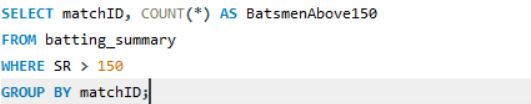 SELECT matchID, COUNT(*) AS BatsmenAbove150
FROM batting_summary
WHERE SR > 150
GROUP BY matchID;